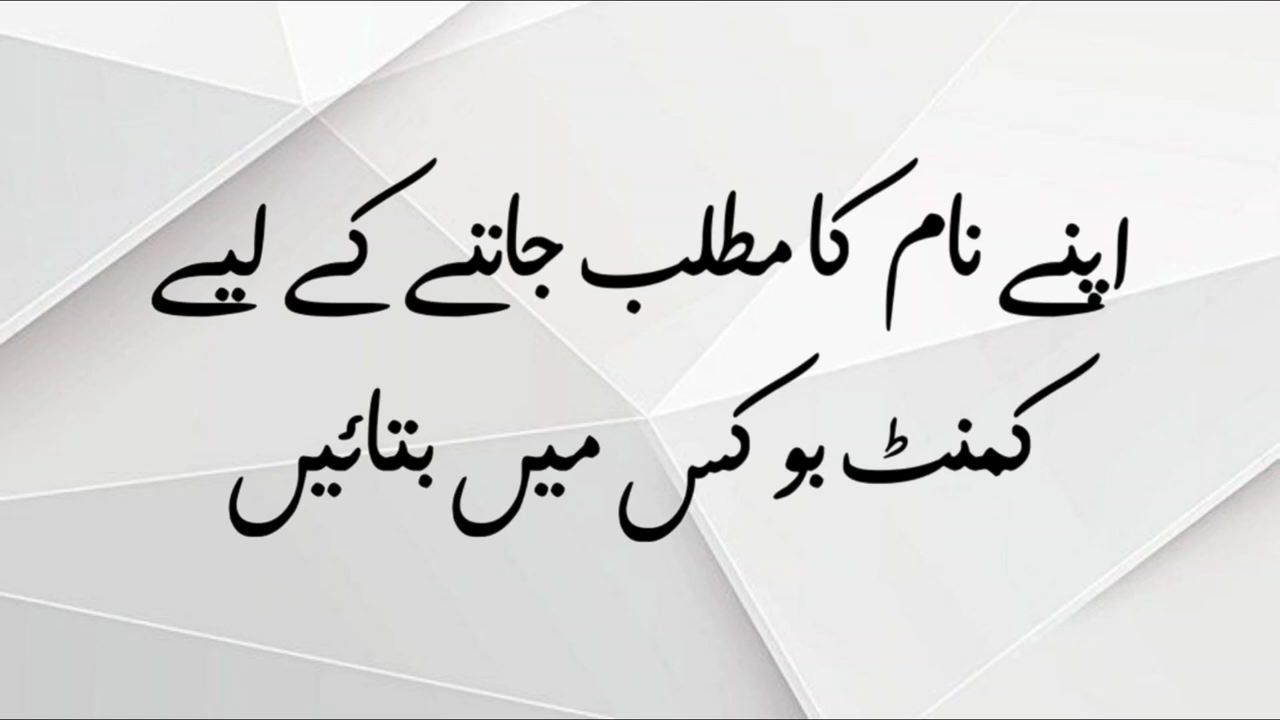 اپنے نام کا مطلب جاننے کے لیے
کمنٹ بوکس میں بتائیں